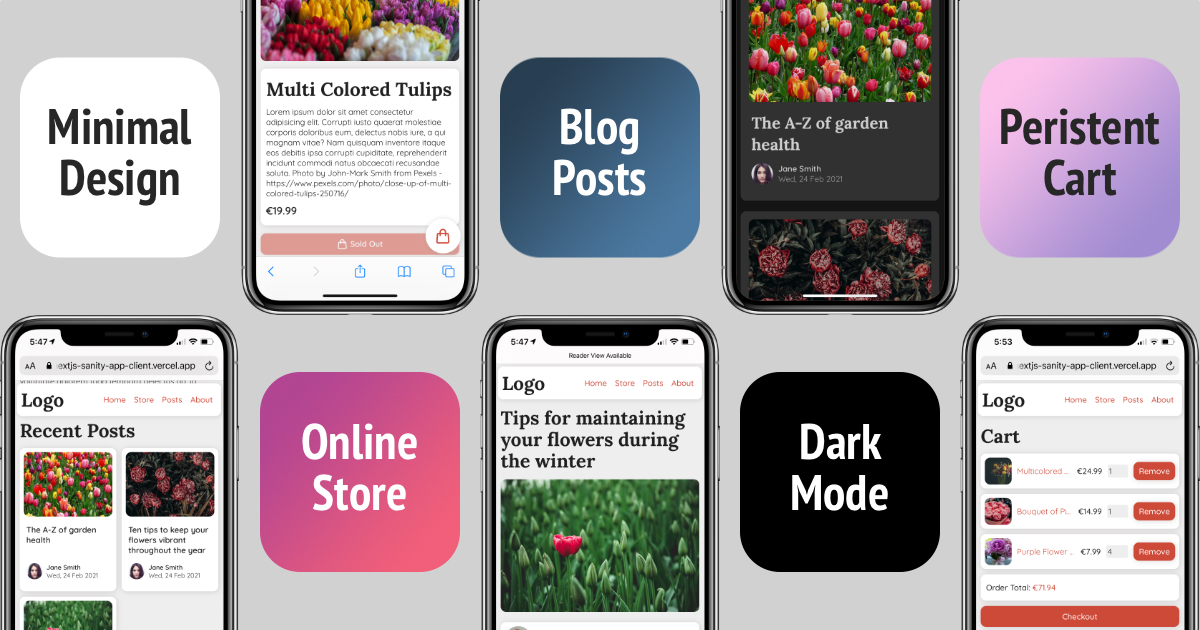 Minimal
Design
Multi Colored Tulips
Lorem ipsum dolor sit amet consectetur
adipisicing elit. Corrupti iusto quaerat molestiae
corporis doloribus eum, delectus nobis iure, a qui
magnam vitae? Nam quisquam inventore itaque
eos debitis ipsa corrupti cupiditate, reprehenderit
incidunt commodi natus obcaecati recusandae
soluta. Photo by John-Mark Smith from Pexels -
https://www.pexels.com/photo/close-up-of-multi-
colored-tulips-250716/
€19.99
Sold Out
Blog
Posts
The A-Z of garden
health
Jane Smith
Wed, 24 Feb 2021
Peristent
Cart
5:47
AA extjs-sanity-app-client.vercel.app
Logo
Home Store Posts About
Recent Posts
The A-Z of garden
health
Jane Smith
Wed, 24 Feb 2021
Ten tips to keep your
flowers vibrant
throughout the year
Jane Smith
Wed, 24 Feb 2021
Online
Store
5:47
Reader View Available
Logo
Home Store Posts About
Tips for maintaining
your flowers during
the winter
Dark
Mode
5:53
AA extjs-sanity-app-client.vercel.app
Logo
Home Store Posts About
Cart
Multicolored ... €24.99 1 Remove
Bouquet of Pi... €14.99 1 Remove
Purple Flower ... €7.99 4 Remove
Order Total: €71.94
Checkout